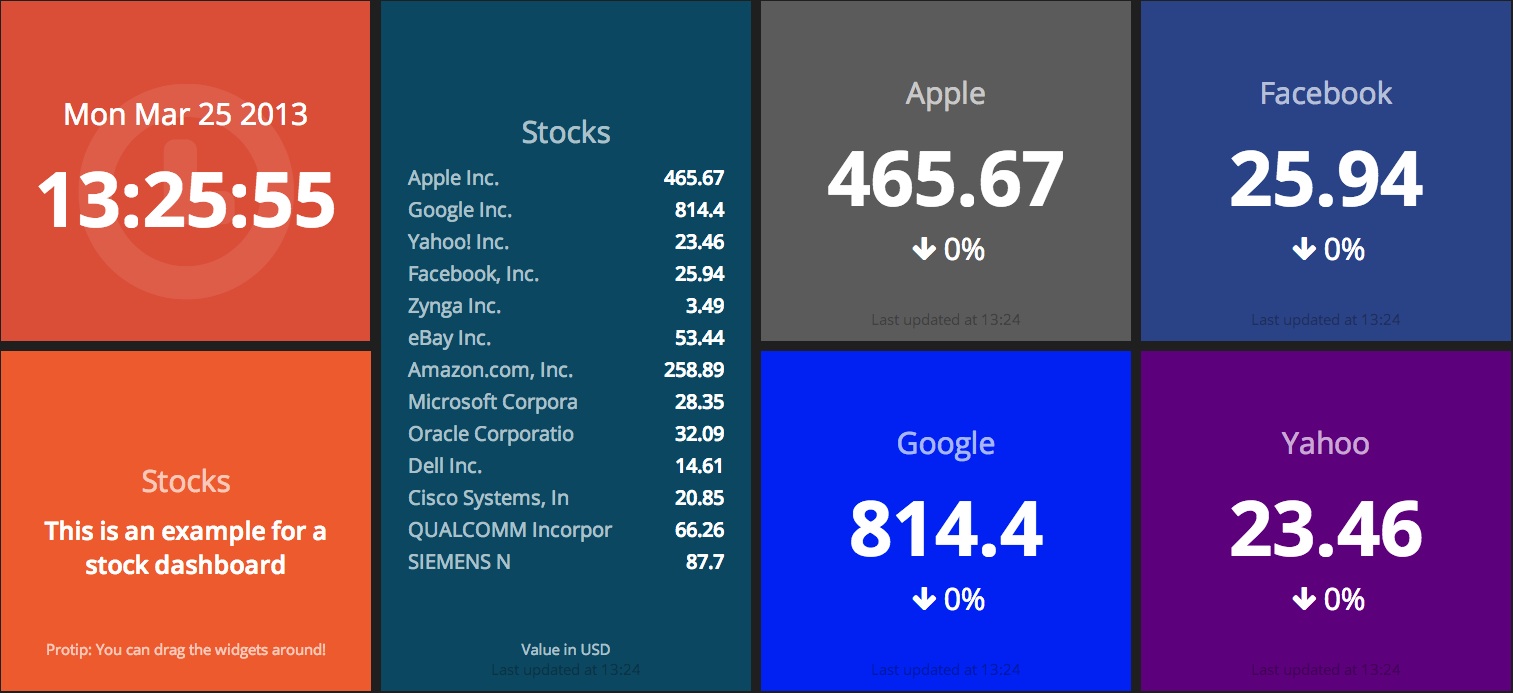 Mon Mar 25 2013
13:25:55
Stocks
This is an example for a
stock dashboard
Protip: You can drag the widgets around!
Stocks
Apple Inc. 465.67
Google Inc. 814.4
Yahoo! Inc. 23.46
Facebook, Inc. 25.94
Zynga Inc. 3.49
eBay Inc. 53.44
Amazon.com, Inc. 258.89
Microsoft Corpora 28.35
Oracle Corporatio 32.09
Dell Inc. 14.61
Cisco Systems, In 20.85
QUALCOMM Incorpor 66.26
SIEMENS N 87.7
Value in USD
Last updated at 13:24
Apple
465.67
↓ 0%
Last updated at 13:24
Facebook
25.94
↓ 0%
Last updated at 13:24
Google
814.4
↓ 0%
Last updated at 13:24
Yahoo
23.46
↓ 0%
Last updated at 13:24